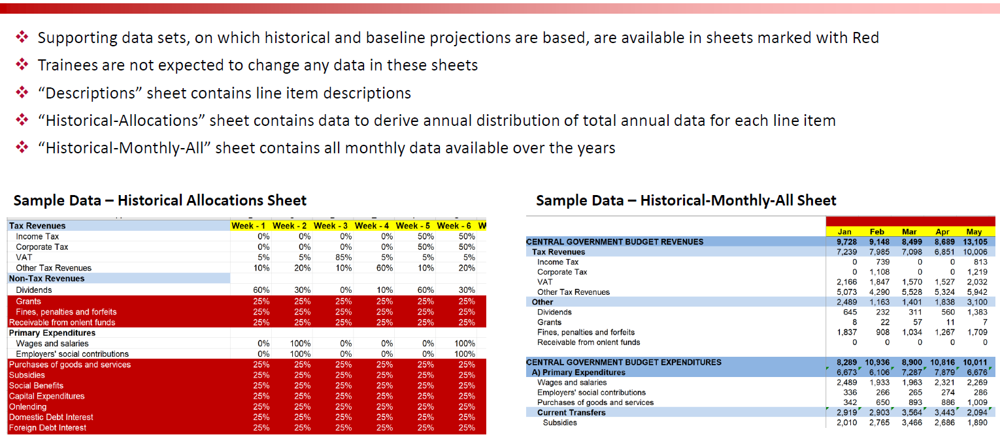 Supporting data sets, on which historical and baseline projections are based, are available in sheets marked with Red
Trainees are not expected to change any data in these sheets
“Descriptions” sheet contains line item descriptions
“Historical-Allocations” sheet contains data to derive annual distribution of total annual data for each line item
“Historical-Monthly-All” sheet contains all monthly data available over the years
Sample Data – Historical Allocations Sheet
Tax Revenues Week - 1 Week - 2 Week - 3 Week - 4 Week - 5 Week - 6 W
Income Tax 0% 0% 0% 0% 50% 50%
Corporate Tax 0% 0% 0% 0% 50% 50%
VAT 5% 5% 85% 5% 5% 5%
Other Tax Revenues 10% 20% 10% 60% 10% 20%
Non-Tax Revenues
Dividends 60% 30% 0% 10% 60% 30%
Grants 25% 25% 25% 25% 25% 25%
Fines, penalties and forfeits 25% 25% 25% 25% 25% 25%
Receivable from onlent funds 25% 25% 25% 25% 25% 25%
Primary Expenditures
Wages and salaries 0% 100% 0% 0% 0% 100%
Employers' social contributions 0% 100% 0% 0% 0% 100%
Purchases of goods and services 25% 25% 25% 25% 25% 25%
Subsidies 25% 25% 25% 25% 25% 25%
Social Benefits 25% 25% 25% 25% 25% 25%
Capital Expenditures 25% 25% 25% 25% 25% 25%
Onlending 25% 25% 25% 25% 25% 25%
Domestic Debt Interest 25% 25% 25% 25% 25% 25%
Foreign Debt Interest 25% 25% 25% 25% 25% 25%
Sample Data – Historical-Monthly-All Sheet
Jan Feb Mar Apr May
CENTRAL GOVERNMENT BUDGET REVENUES 9,728 9,148 8,499 8,689 13,105
Tax Revenues 7,239 7,985 7,098 6,851 10,006
Income Tax 0 739 0 0 813
Corporate Tax 0 1,108 0 0 1,219
VAT 2,166 1,847 1,570 1,527 2,032
Other Tax Revenues 5,073 4,290 5,528 5,324 5,942
Other 2,489 1,163 1,401 1,838 3,100
Dividends 645 232 311 560 1,383
Grants 8 22 57 11 7
Fines, penalties and forfeits 1,837 908 1,034 1,267 1,709
Receivable from onlent funds 0 0 0 0 0
CENTRAL GOVERNMENT BUDGET EXPENDITURES 8,289 10,936 8,900 10,816 10,011
A) Primary Expenditures 6,673 6,106 7,287 7,879 6,676
Wages and salaries 2,489 1,933 1,963 2,321 2,269
Employers' social contributions 336 266 265 274 286
Purchases of goods and services 342 650 893 886 1,009
Current Transfers 2,919 2,903 3,564 3,443 2,094
Subsidies 2,010 2,765 3,466 2,686 1,890